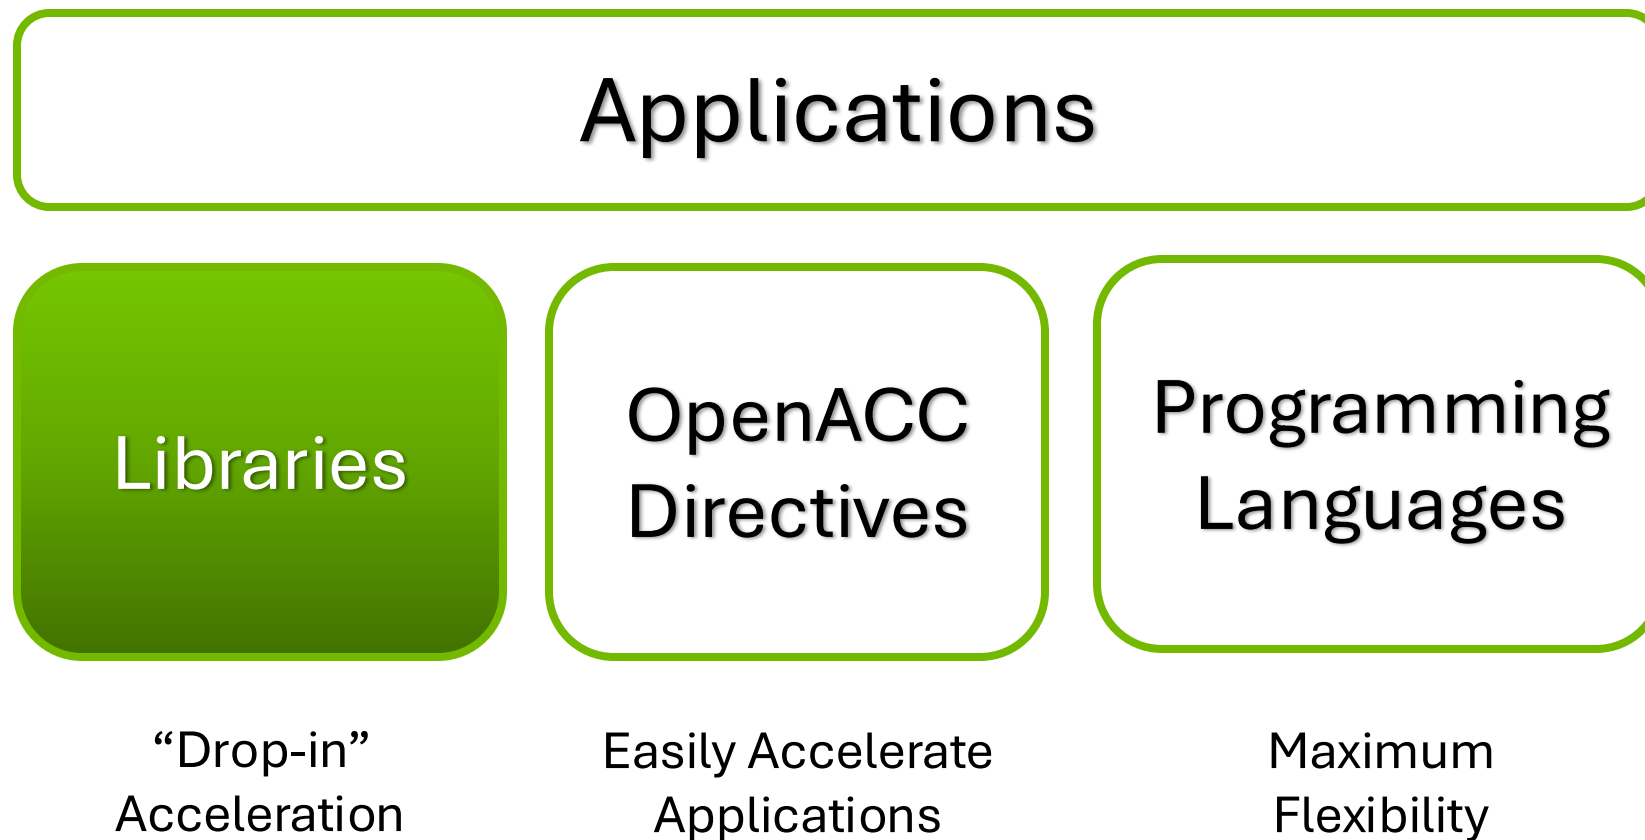 Applications
Libraries
OpenACC
Directives
Programming
Languages
“Drop-in”
Acceleration
Easily Accelerate
Applications
Maximum
Flexibility